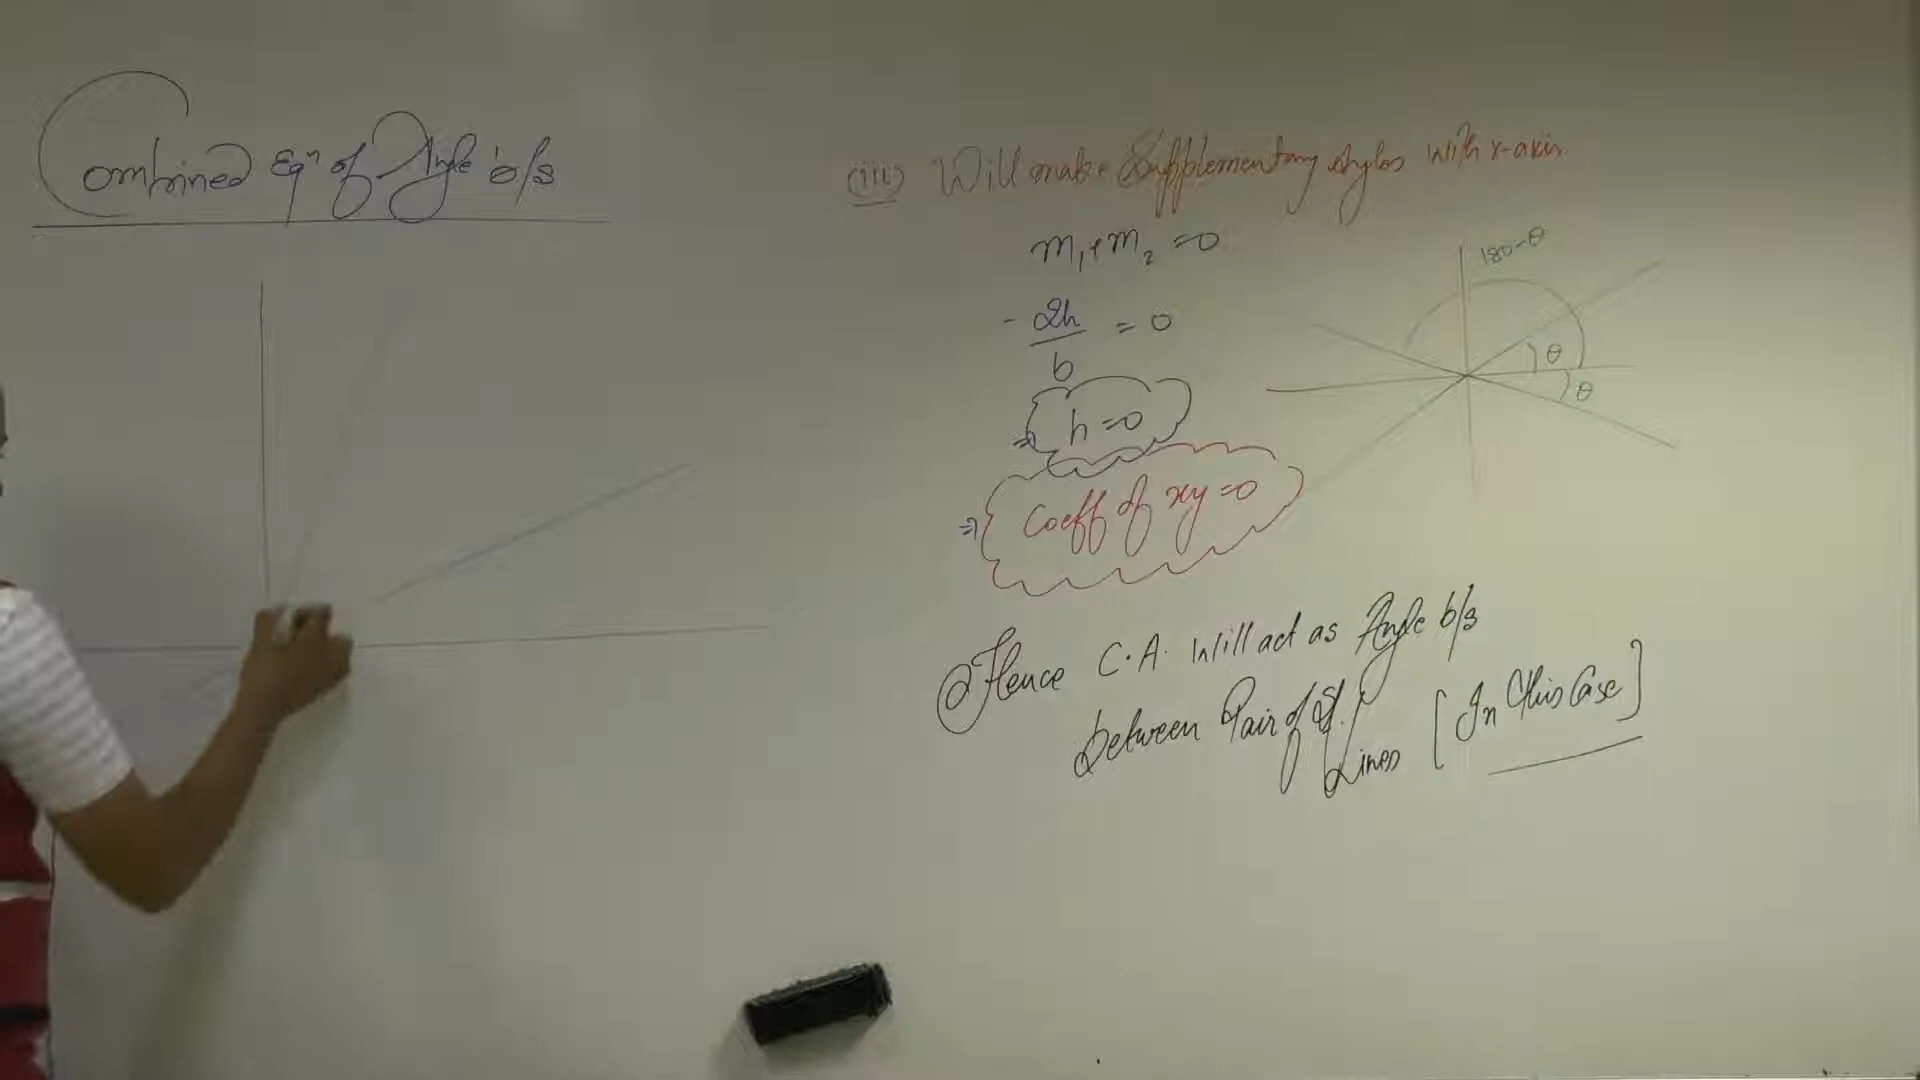 Combined Eqⁿ of Angle b/s
(iii) Will make Supplementary Angles with x-axis
m₁+m₂ =0
- 2h/b = 0
⇒ h=0
⇒ Coeff of xy=0
180-θ
θ
θ
Hence C.A. Will act as Angle b/s
between Pair of St. Lines [In this Case]